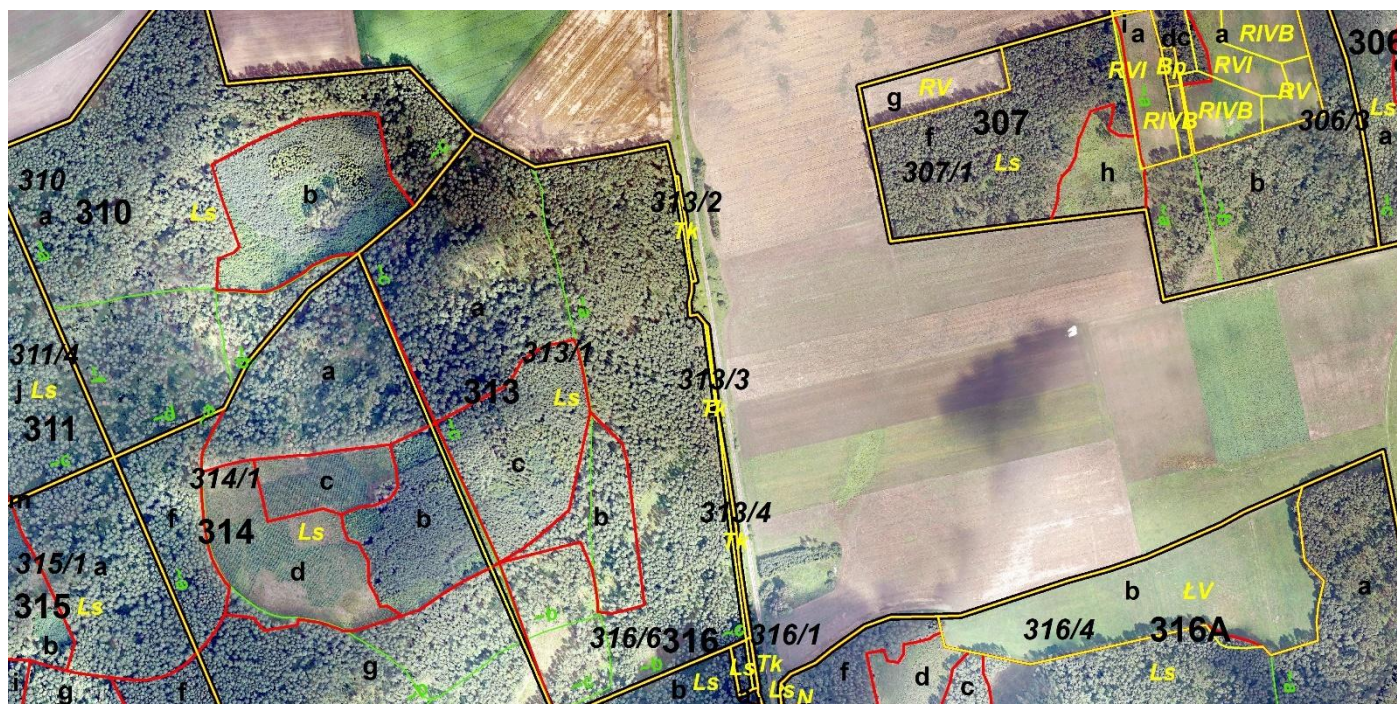 i
a
d
c
a
RIVB
306
RVI
Bp
RVI
g
RV
RV
Ls
f
307
RIVB
RIVB
306/3
a
307/1
Ls
h
b
310
b
a
310
Ls
313/2
Tk
a
311/4
a
313/1
313/3
j
Ls
313
Ls
Tk
311
c
314/1
c
m
f
314
Ls
b
b
313/4
Tk
d
315/1
a
315
Ls
b
b
ŁV
a
316/6
316
316/1
316/4
316A
Ls
Tk
Ls
i
g
f
g
b
Ls
Ls
N
f
d
c